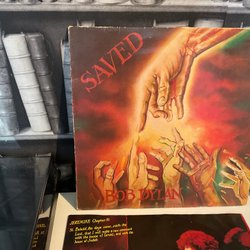 SAVED
BOB DYLAN
JEREMIAH Chapter 31
31 Behold, the days come, saith the
Lord, that I will make a new covenant
with the house of Israel, and with the
house of Judah